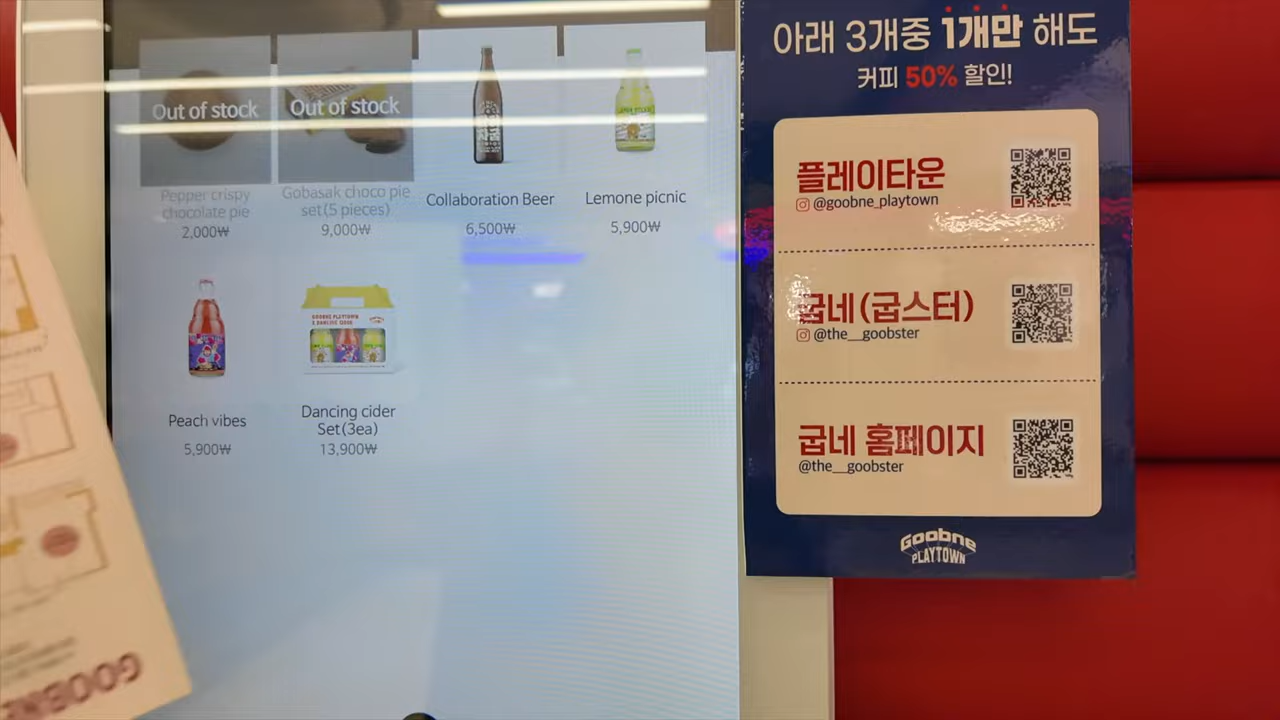 Out of stock
Out of stock
Pepper crispy
chocolate pie
2,000₩
Gobasak choco pie
set(5 pieces)
9,000₩
Collaboration Beer
6,500₩
Lemone picnic
5,900₩
Peach vibes
5,900₩
Dancing cider
Set(3ea)
13,900₩
아래 3개중 1개만 해도
커피 50% 할인!
플레이타운
@goobne_playtown
굽네(굽스터)
@the__goobster
굽네 홈페이지
@the__goobster
Goobne
PLAYTOWN